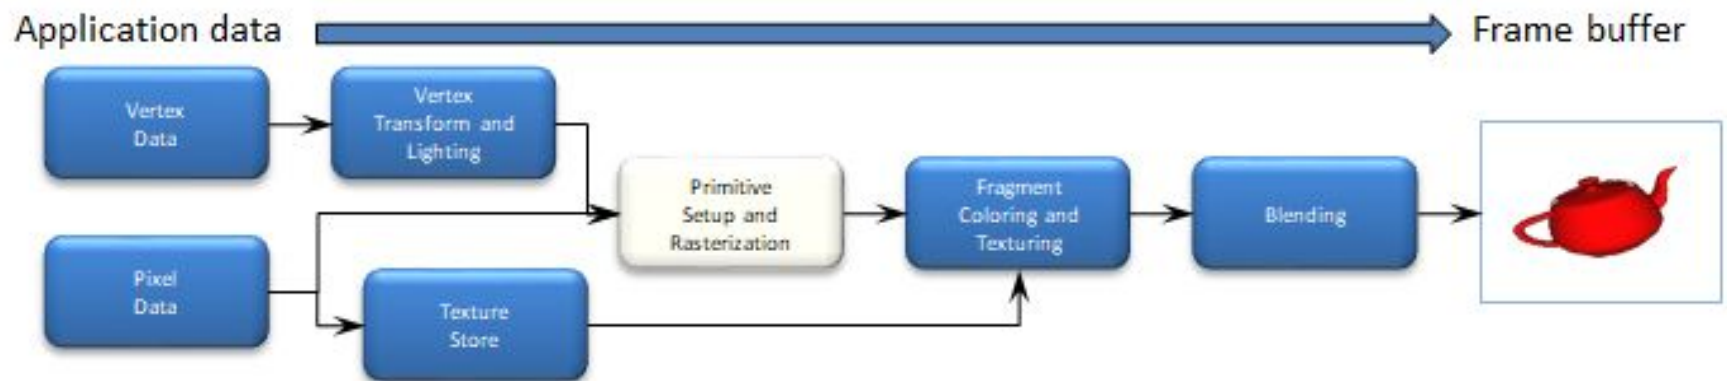 Application data
Frame buffer
Vertex
Data
Vertex
Transform and
Lighting
Primitive
Setup and
Rasterization
Fragment
Coloring and
Texturing
Blending
Pixel
Data
Texture
Store